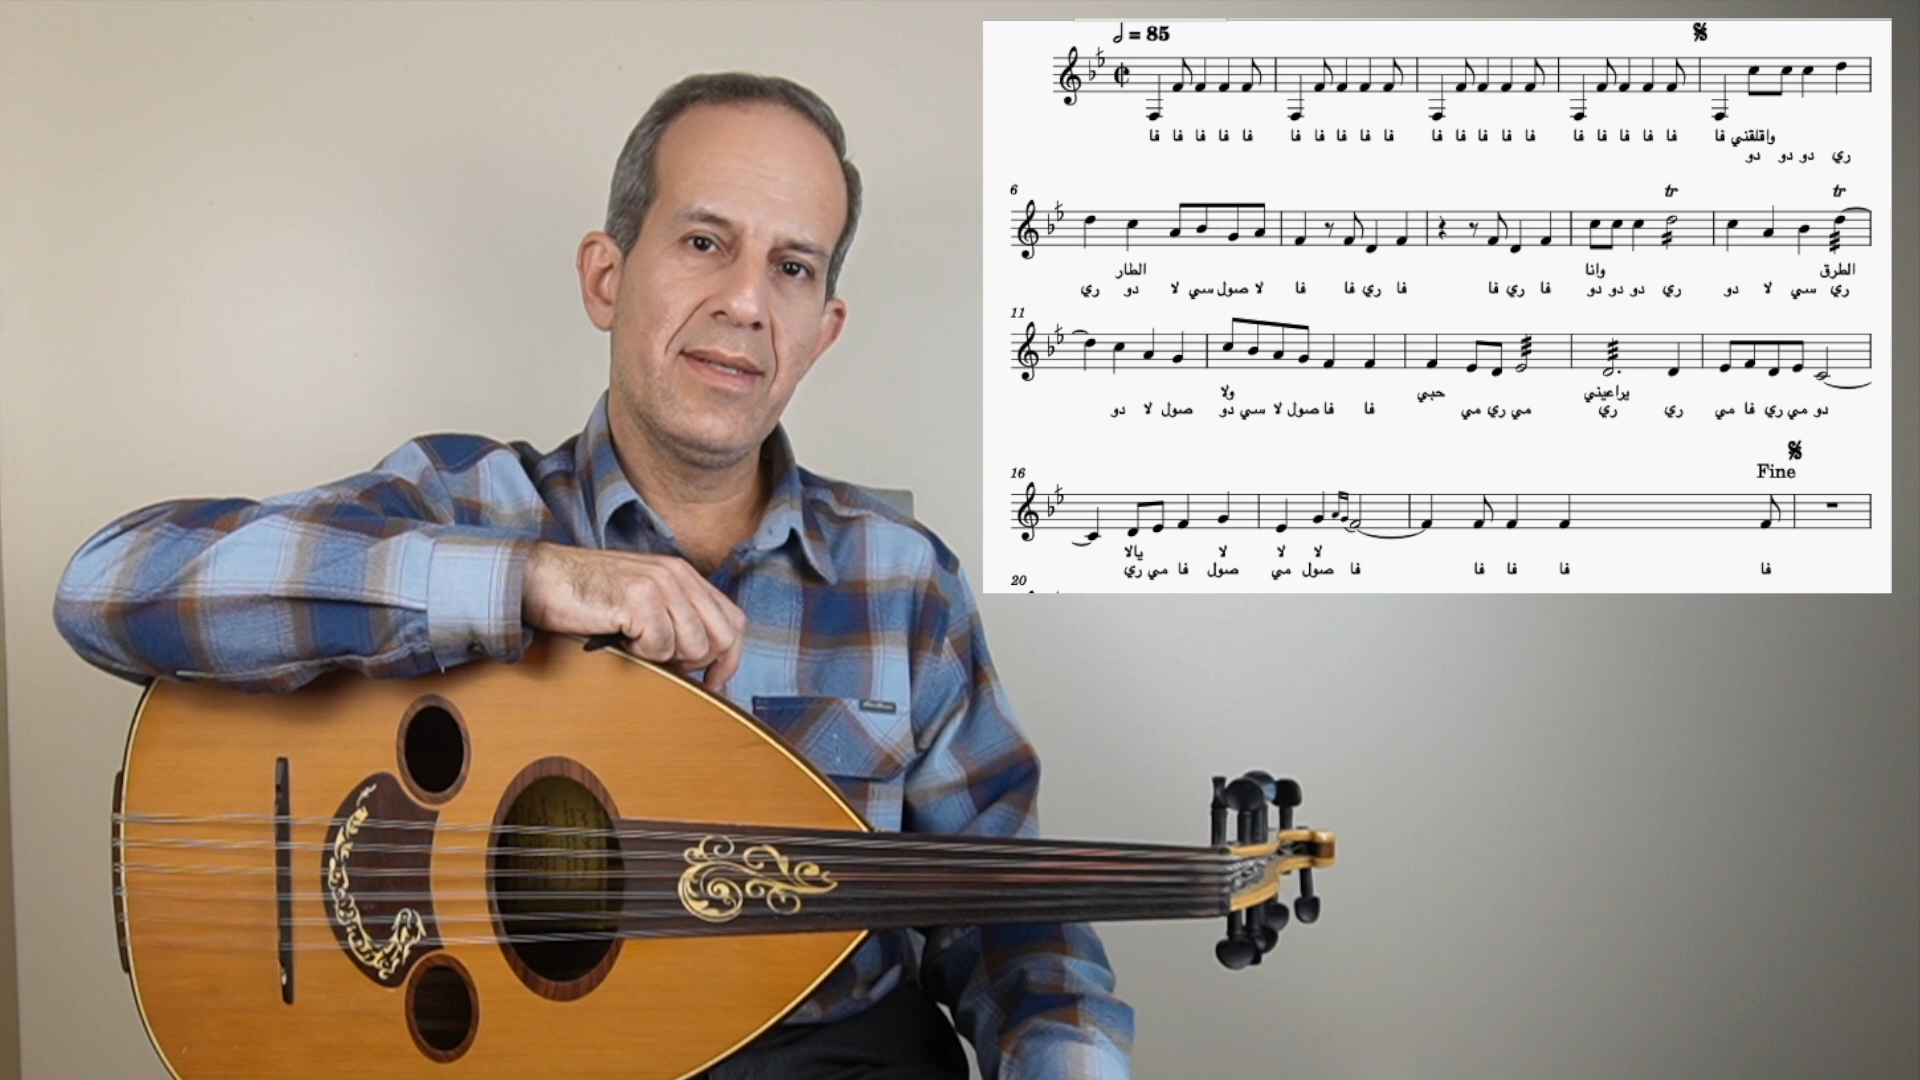 = 85
فا فا فا فا فا فا فا فا فا فا فا فا فا فا فا فا فا فا فا فا فا واقلقني
دو دو دو ري
6
tr tr
الطار وانا الطرق
ري دو لا سي صول لا فا فا ري فا فا ري فا دو دو دو ري دو لا سي ري
11
ولا حبي يراعيني
دو لا صول دو سي لا صول فا فا مي ري مي ري ري مي فا ري مي دو
Fine
16
يالا لا لا لا
ري مي فا صول مي صول فا فا فا فا فا
20